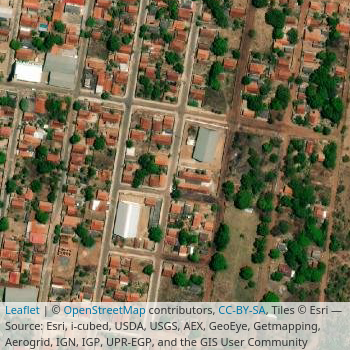 Leaflet | © OpenStreetMap contributors, CC-BY-SA, Tiles © Esri —
Source: Esri, i-cubed, USDA, USGS, AEX, GeoEye, Getmapping,
Aerogrid, IGN, IGP, UPR-EGP, and the GIS User Community